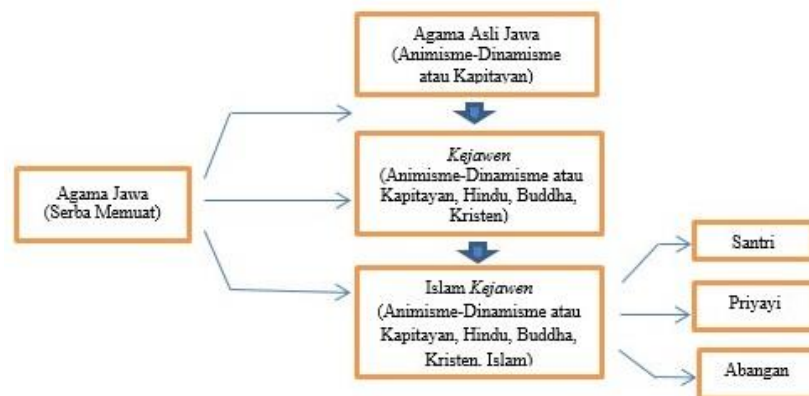 Agama Asli Jawa
(Animisme-Dinamisme
atau Kapitayan)
Agama Jawa
(Serba Memuat)
Kejawen
(Animisme-Dinamisme atau
Kapitayan, Hindu, Buddha,
Kristen)
Islam Kejawen
(Animisme-Dinamisme atau
Kapitayan, Hindu, Buddha,
Kristen. Islam)
Santri
Priyayi
Abangan